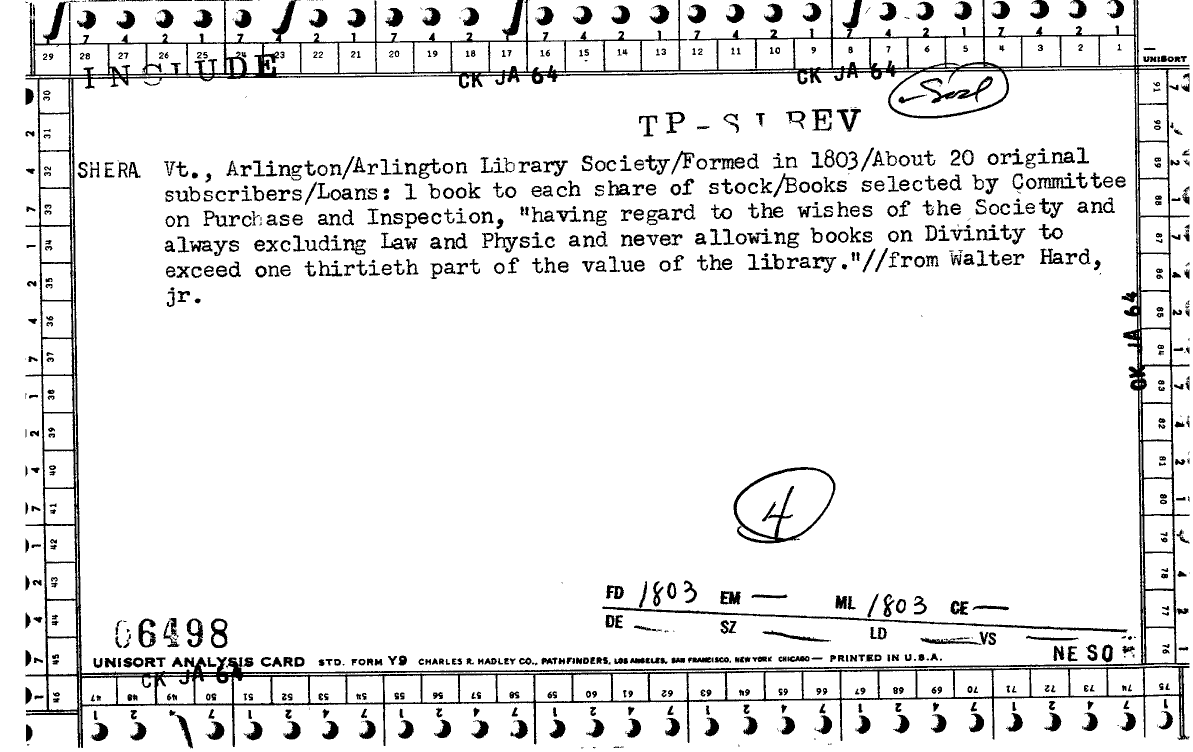 7 4 2 1 7 4 2 1 7 4 2 1 7 4 2 1 7 4 2 1 7 4 2 1 7 4 2 1
29 28 27 26 25 24 23 22 21 20 19 18 17 16 15 14 13 12 11 10 9 8 7 6 5 4 3 2 1
UNISORT
INCLUDE
CK JA 64
CK JA 64
TP-SIREV
SHERA Vt., Arlington/Arlington Library Society/Formed in 1803/About 20 original
subscribers/Loans: 1 book to each share of stock/Books selected by Committee
on Purchase and Inspection, "having regard to the wishes of the Society and
always excluding Law and Physic and never allowing books on Divinity to
exceed one thirtieth part of the value of the library."//from Walter Hard,
jr.
OK JA 64
4
FD 1803 EM — ML 1803 CE —
DE — SZ — LD — VS —
06498
NE SO
UNISORT ANALYSIS CARD STD. FORM Y9 CHARLES R. HADLEY CO., PATHFINDERS, LOS ANGELES, SAN FRANCISCO, NEW YORK CHICAGO — PRINTED IN U.S.A.
CK JA 64
30 31 32 33 34 35 36 37 38 39 40 41 42 43 44 45 46
47 48 49 50 51 52 53 54 55 56 57 58 59 60 61 62 63 64 65 66 67 68 69 70 71 72 73 74 75
76 77 78 79 80 81 82 83 84 85 86 87 88 89 90 91